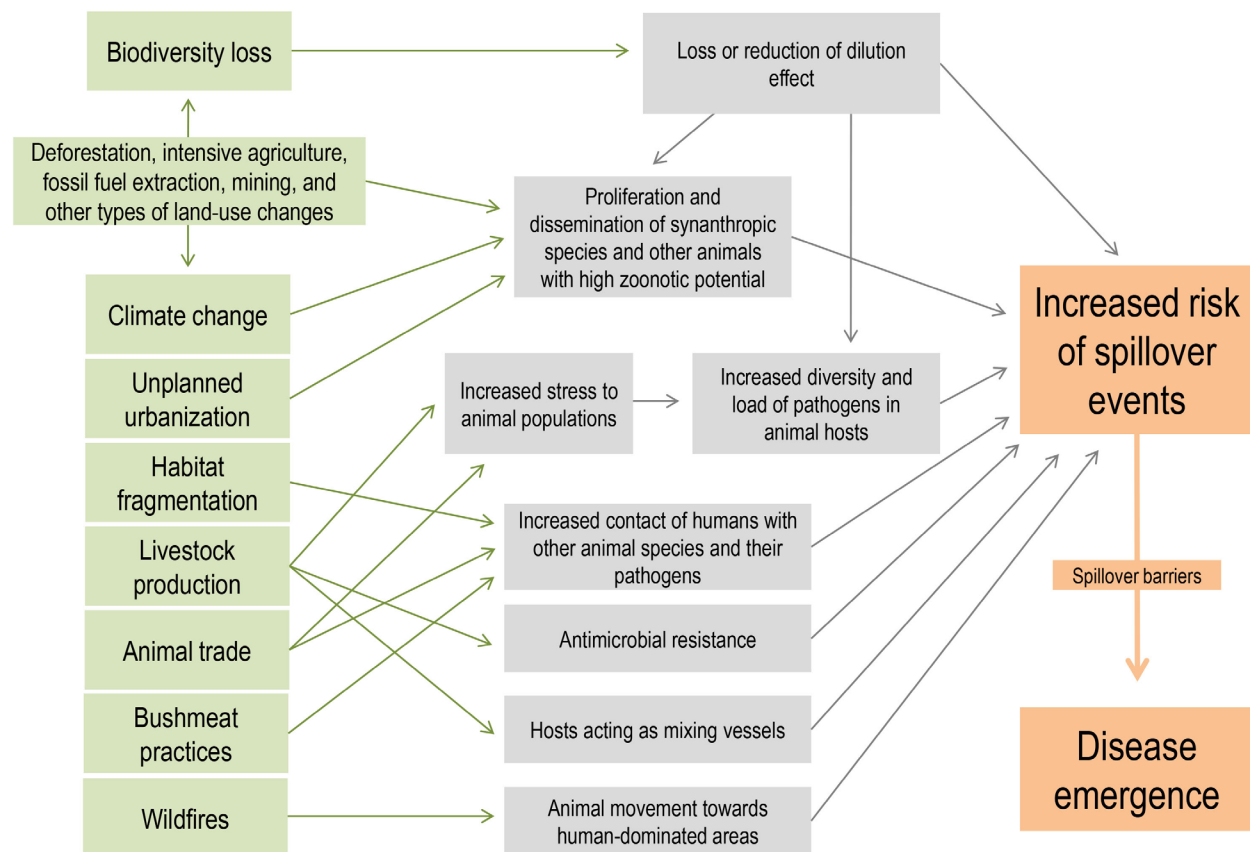 Biodiversity loss
Loss or reduction of dilution
effect
Deforestation, intensive agriculture,
fossil fuel extraction, mining, and
other types of land-use changes
Proliferation and
dissemination of synanthropic
species and other animals
with high zoonotic potential
Climate change
Increased risk
of spillover
events
Unplanned
urbanization
Increased stress to
animal populations
Increased diversity and
load of pathogens in
animal hosts
Habitat
fragmentation
Increased contact of humans with
other animal species and their
pathogens
Livestock
production
Spillover barriers
Animal trade
Antimicrobial resistance
Bushmeat
practices
Hosts acting as mixing vessels
Disease
emergence
Wildfires
Animal movement towards
human-dominated areas